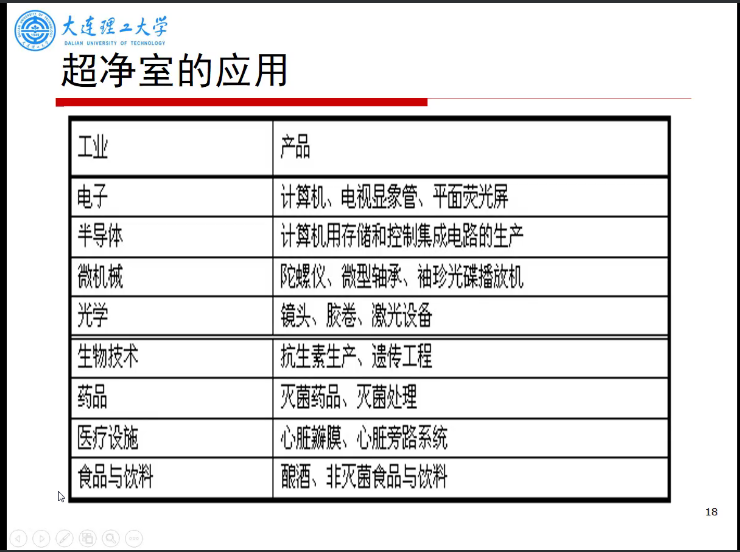 大连理工大学
DALIAN UNIVERSITY OF TECHNOLOGY
超净室的应用
工业 产品
电子 计算机、电视显象管、平面荧光屏
半导体 计算机用存储和控制集成电路的生产
微机械 陀螺仪、微型轴承、袖珍光碟播放机
光学 镜头、胶卷、激光设备
生物技术 抗生素生产、遗传工程
药品 灭菌药品、灭菌处理
医疗设施 心脏瓣膜、心脏旁路系统
食品与饮料 酿酒、非灭菌食品与饮料
18